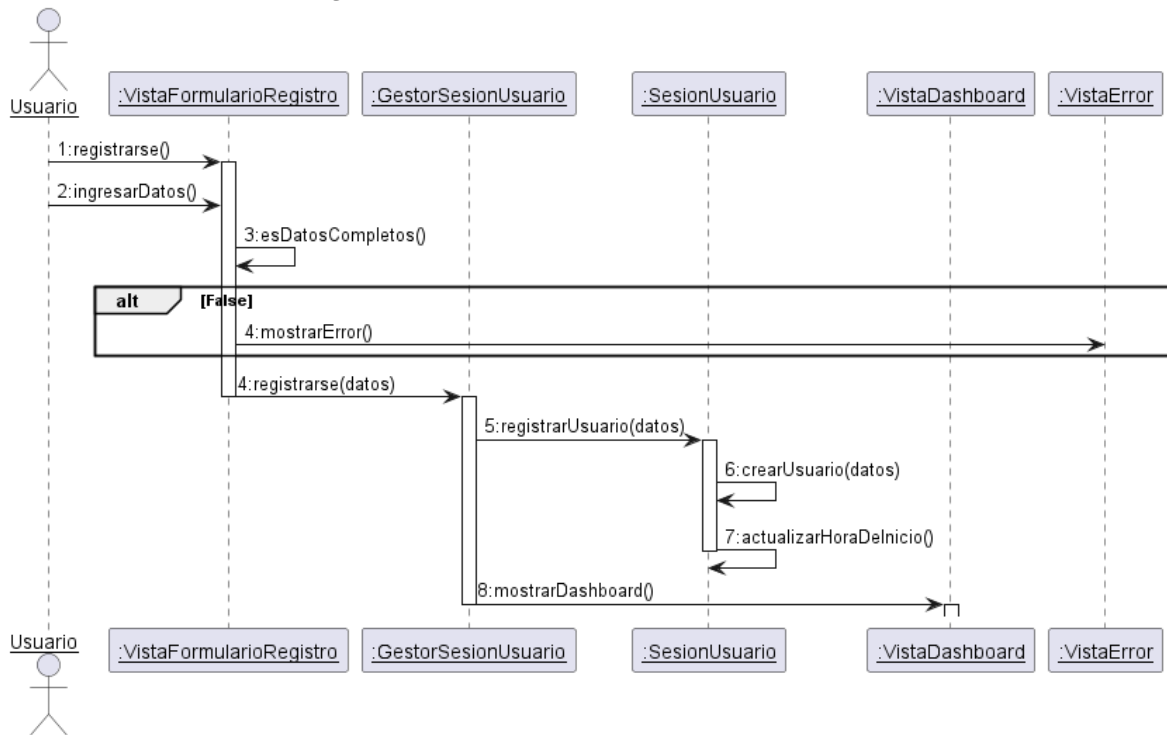 Usuario
:VistaFormularioRegistro
:GestorSesionUsuario
:SesionUsuario
:VistaDashboard
:VistaError
1:registrarse()
2:ingresarDatos()
3:esDatosCompletos()
alt [False]
4:mostrarError()
4:registrarse(datos)
5:registrarUsuario(datos)
6:crearUsuario(datos)
7:actualizarHoraDeInicio()
8:mostrarDashboard()
Usuario
:VistaFormularioRegistro
:GestorSesionUsuario
:SesionUsuario
:VistaDashboard
:VistaError